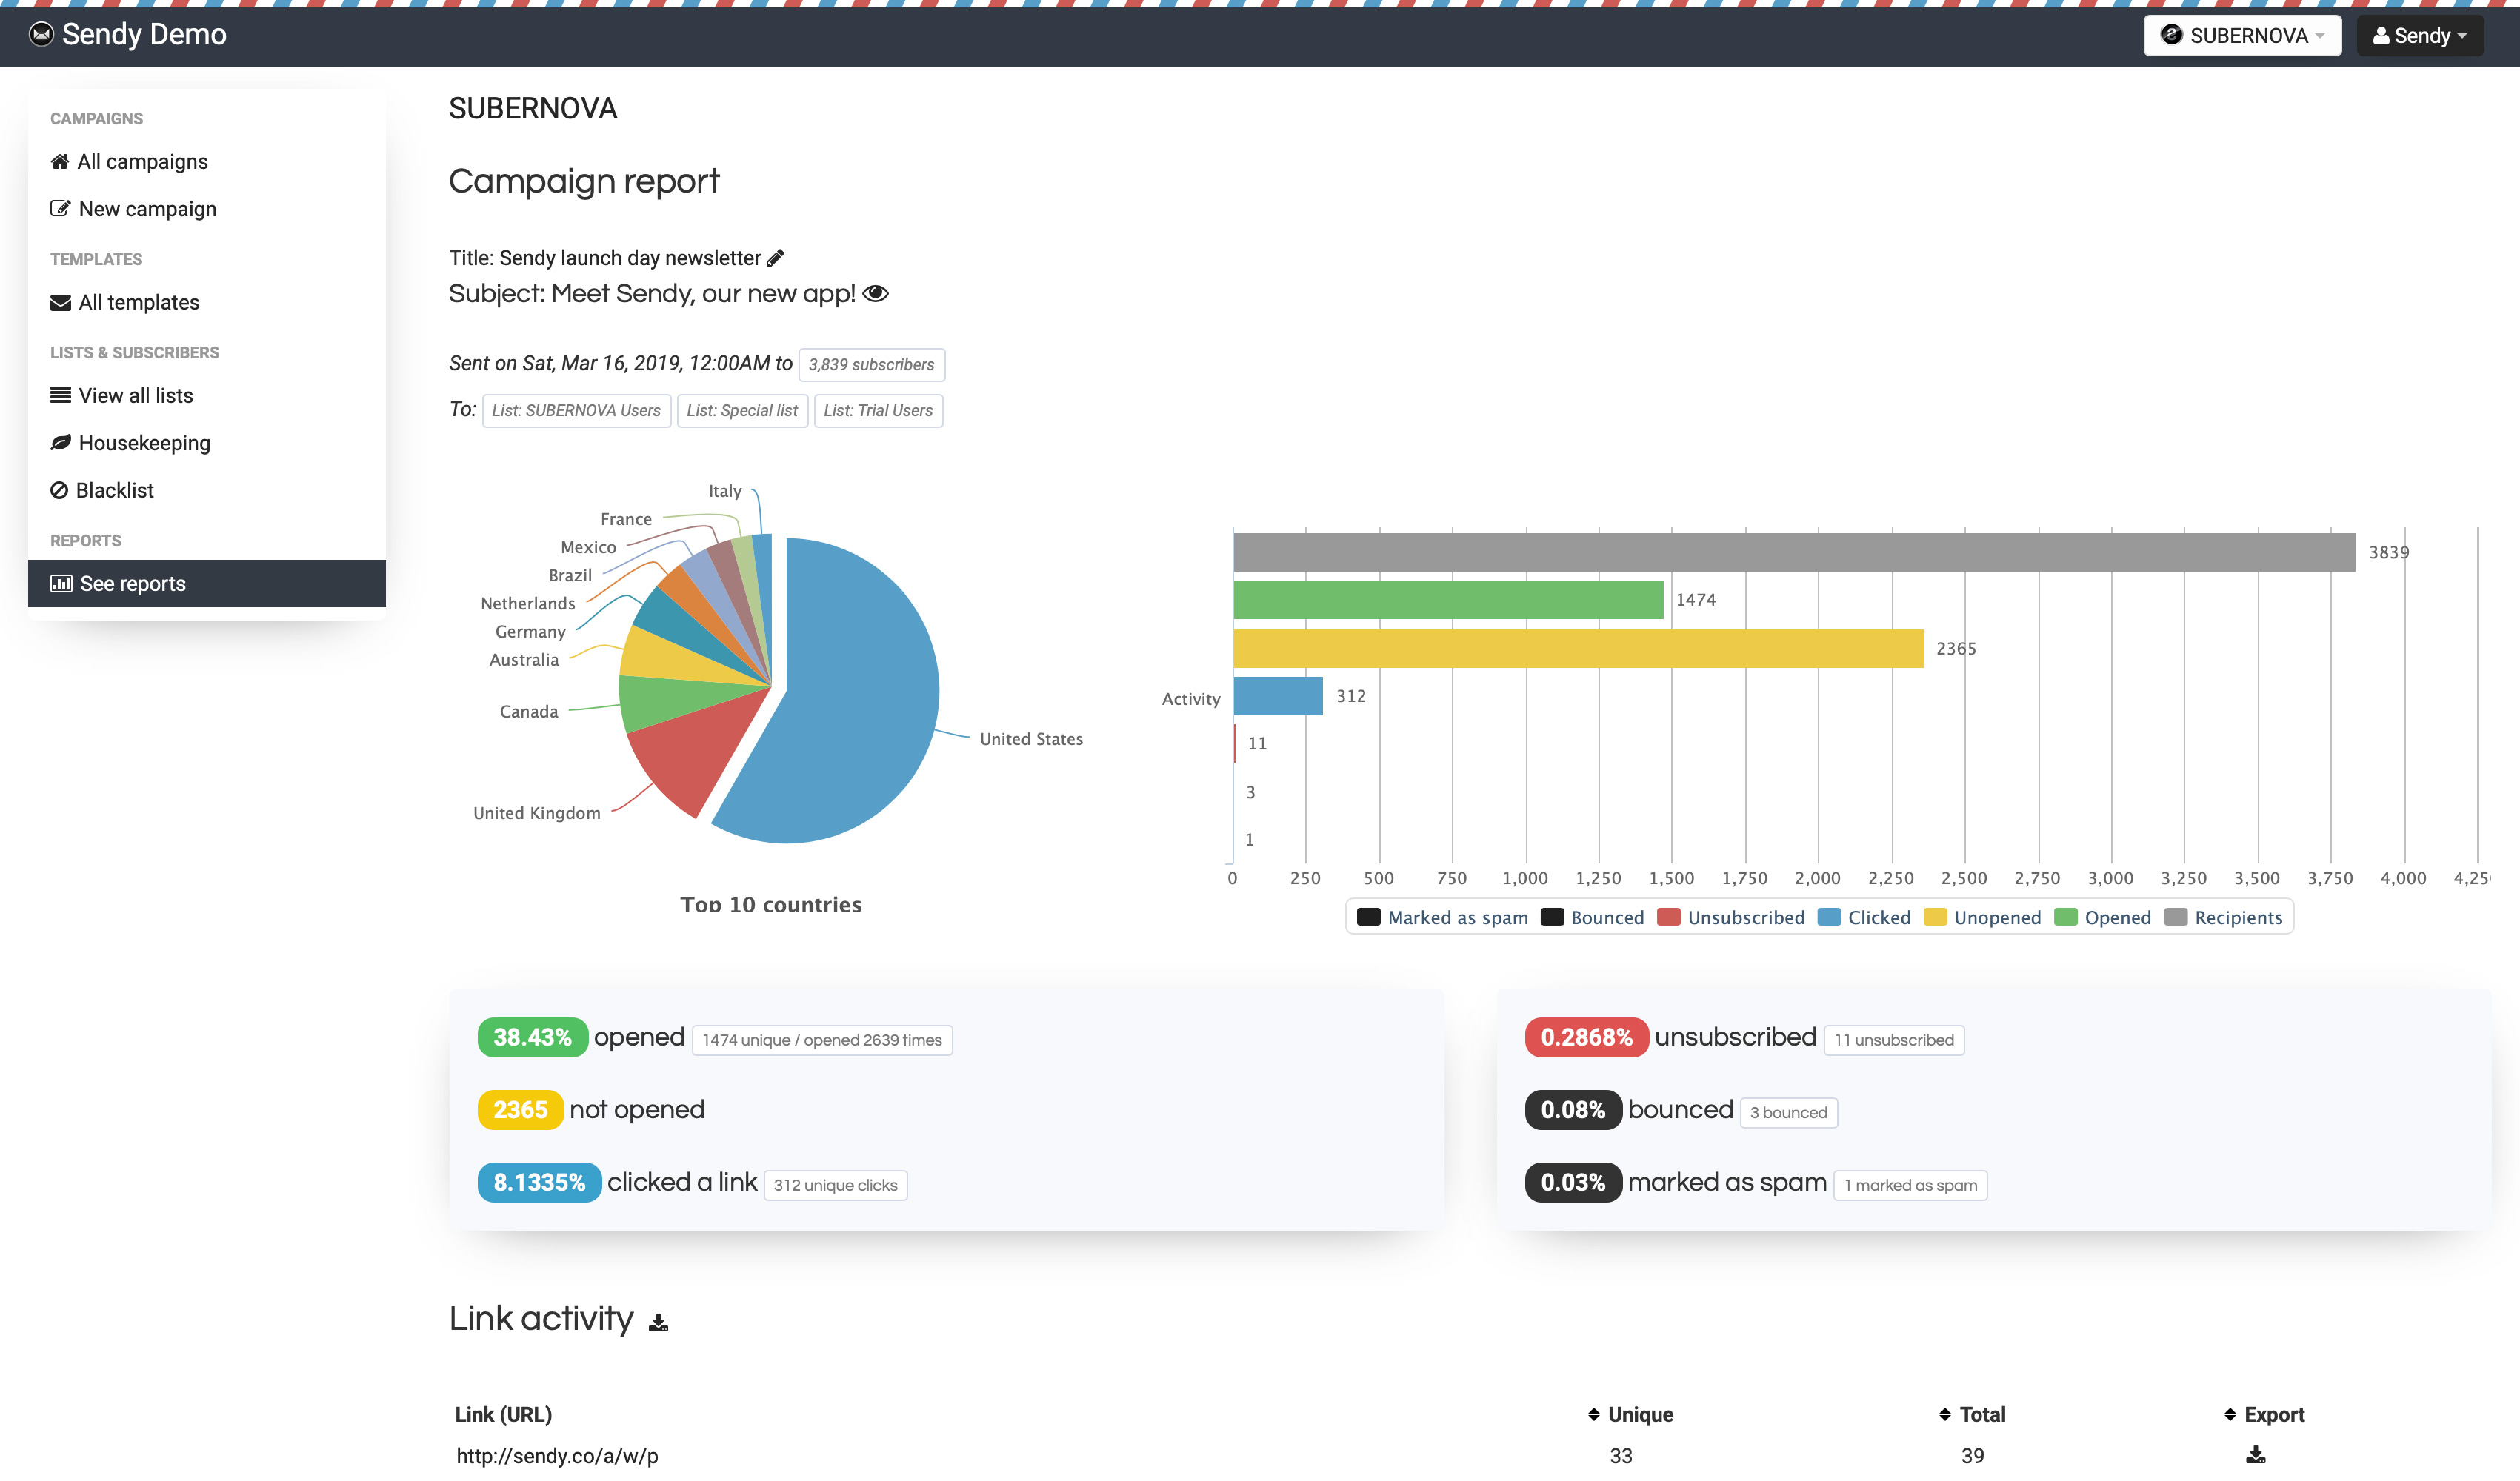 Sendy Demo
SUBERNOVA
Sendy
CAMPAIGNS
All campaigns
New campaign
TEMPLATES
All templates
LISTS & SUBSCRIBERS
View all lists
Housekeeping
Blacklist
REPORTS
See reports
SUBERNOVA
Campaign report
Title: Sendy launch day newsletter
Subject: Meet Sendy, our new app!
Sent on Sat, Mar 16, 2019, 12:00AM to 3,839 subscribers
To: List: SUBERNOVA Users List: Special list List: Trial Users
Italy
France
Mexico
Brazil
Netherlands
Germany
Australia
Canada
United States
United Kingdom
Top 10 countries
3839
1474
2365
Activity
312
11
3
1
0 250 500 750 1,000 1,250 1,500 1,750 2,000 2,250 2,500 2,750 3,000 3,250 3,500 3,750 4,000 4,25
Marked as spam Bounced Unsubscribed Clicked Unopened Opened Recipients
38.43% opened 1474 unique / opened 2639 times
2365 not opened
8.1335% clicked a link 312 unique clicks
0.2868% unsubscribed 11 unsubscribed
0.08% bounced 3 bounced
0.03% marked as spam 1 marked as spam
Link activity
Link (URL) Unique Total Export
http://sendy.co/a/w/p 33 39